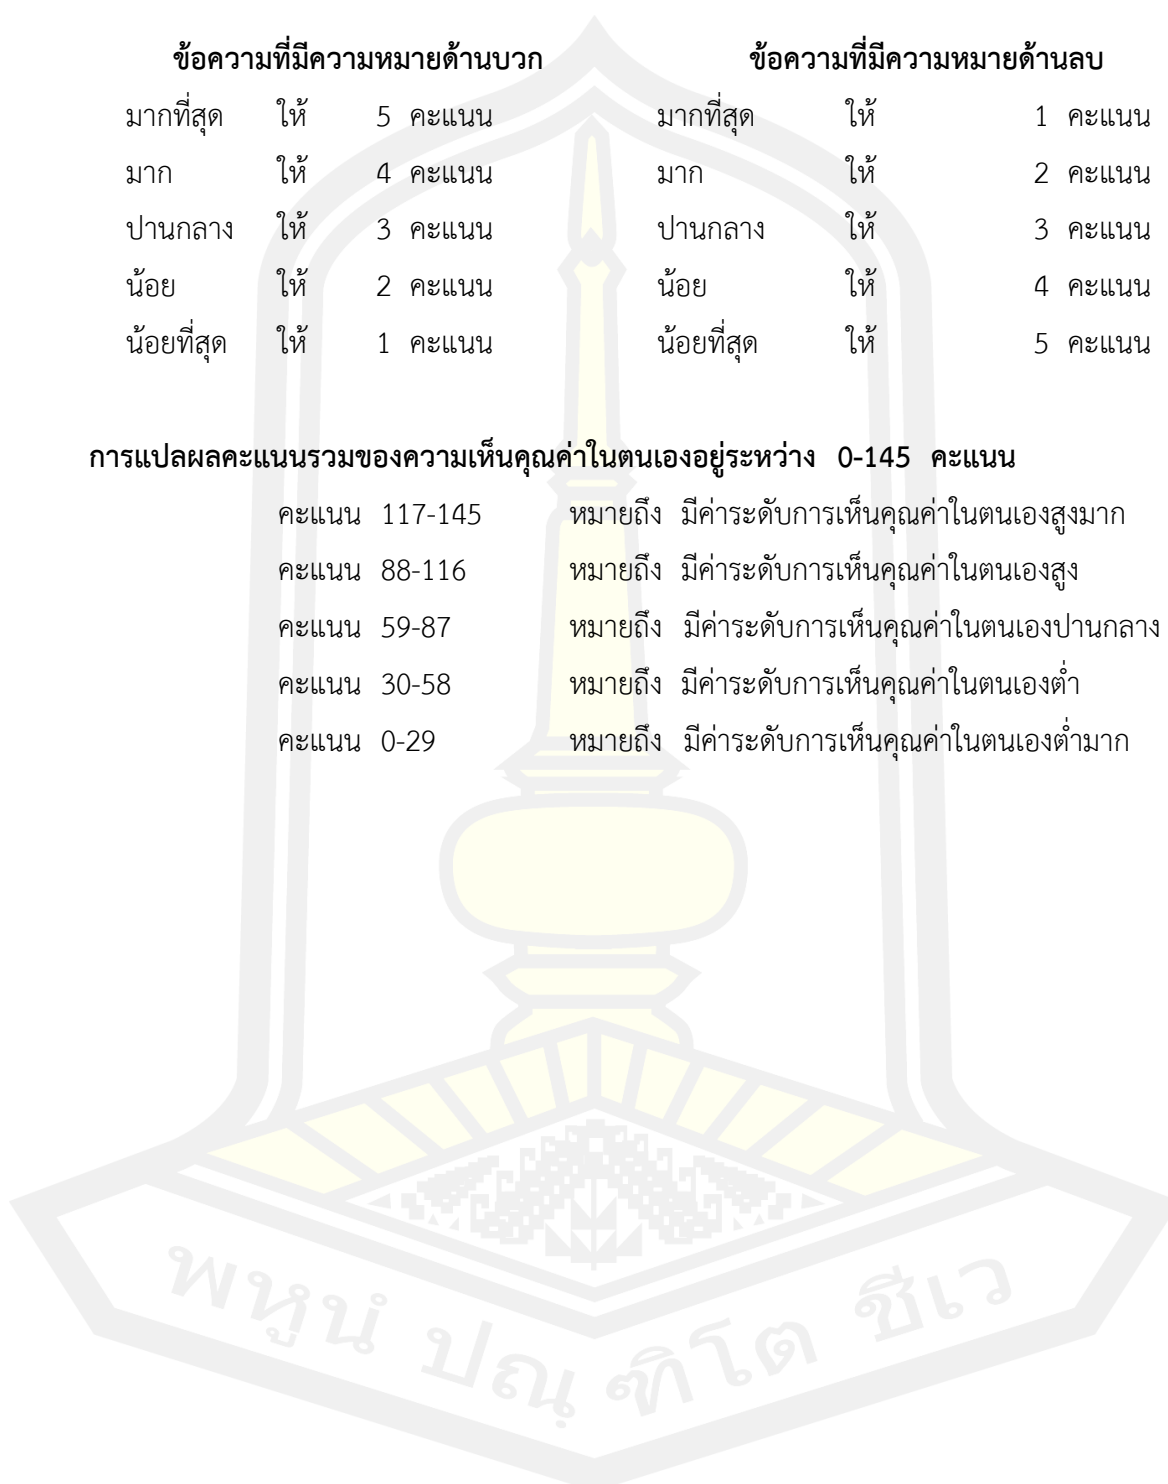 ข้อความที่มีความหมายด้านบวก ข้อความที่มีความหมายด้านลบ
มากที่สุด ให้ 5 คะแนน มากที่สุด ให้ 1 คะแนน
มาก ให้ 4 คะแนน มาก ให้ 2 คะแนน
ปานกลาง ให้ 3 คะแนน ปานกลาง ให้ 3 คะแนน
น้อย ให้ 2 คะแนน น้อย ให้ 4 คะแนน
น้อยที่สุด ให้ 1 คะแนน น้อยที่สุด ให้ 5 คะแนน
การแปลผลคะแนนรวมของความเห็นคุณค่าในตนเองอยู่ระหว่าง 0-145 คะแนน
คะแนน 117-145 หมายถึง มีค่าระดับการเห็นคุณค่าในตนเองสูงมาก
คะแนน 88-116 หมายถึง มีค่าระดับการเห็นคุณค่าในตนเองสูง
คะแนน 59-87 หมายถึง มีค่าระดับการเห็นคุณค่าในตนเองปานกลาง
คะแนน 30-58 หมายถึง มีค่าระดับการเห็นคุณค่าในตนเองต่ำ
คะแนน 0-29 หมายถึง มีค่าระดับการเห็นคุณค่าในตนเองต่ำมาก
พหูนํ ปณฺฑิโต ชีเว